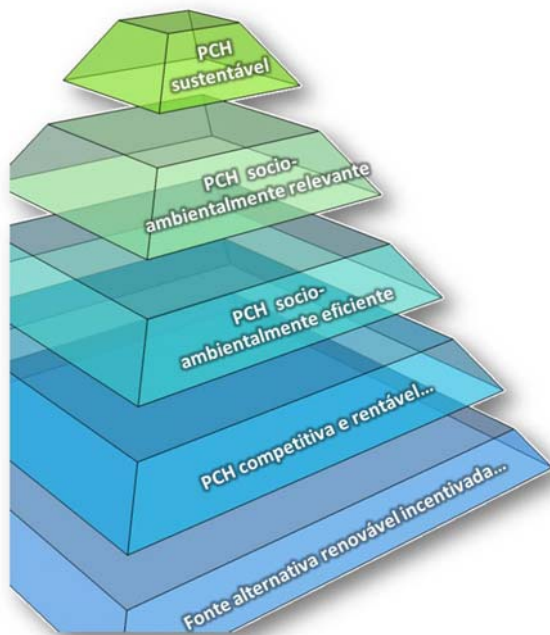 PCH
sustentável
PCH socio-
ambientalmente relevante
PCH socio-
ambientalmente eficiente
PCH competitiva e rentável...
Fonte alternativa renovável incentivada...